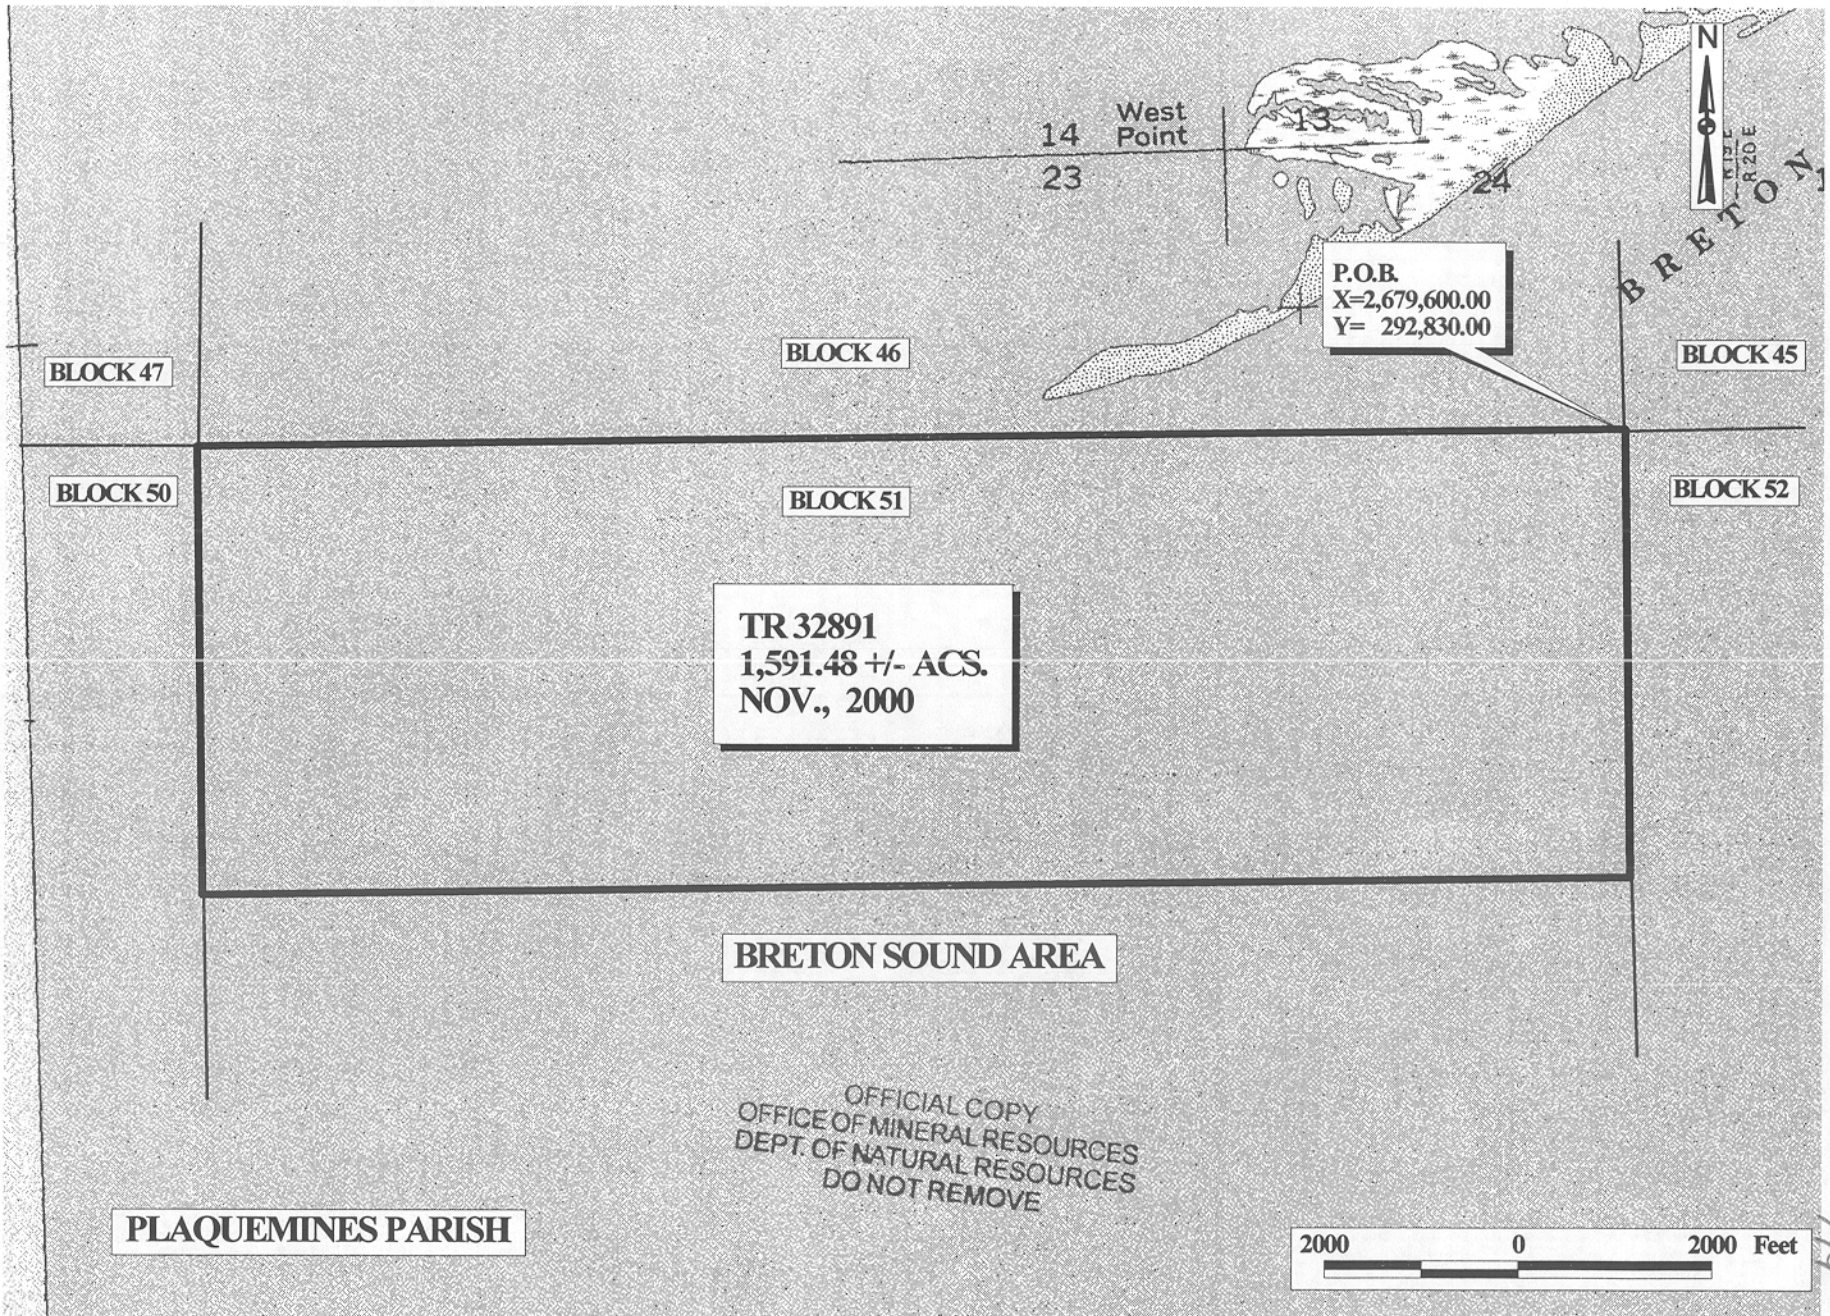 N
West
14 Point
13
23
24
R19E
R20E
BRETON
P.O.B.
X=2,679,600.00
Y= 292,830.00
BLOCK 47
BLOCK 46
BLOCK 45
BLOCK 50
BLOCK 51
BLOCK 52
TR 32891
1,591.48 +/- ACS.
NOV., 2000
BRETON SOUND AREA
OFFICIAL COPY
OFFICE OF MINERAL RESOURCES
DEPT. OF NATURAL RESOURCES
DO NOT REMOVE
PLAQUEMINES PARISH
2000 0 2000 Feet